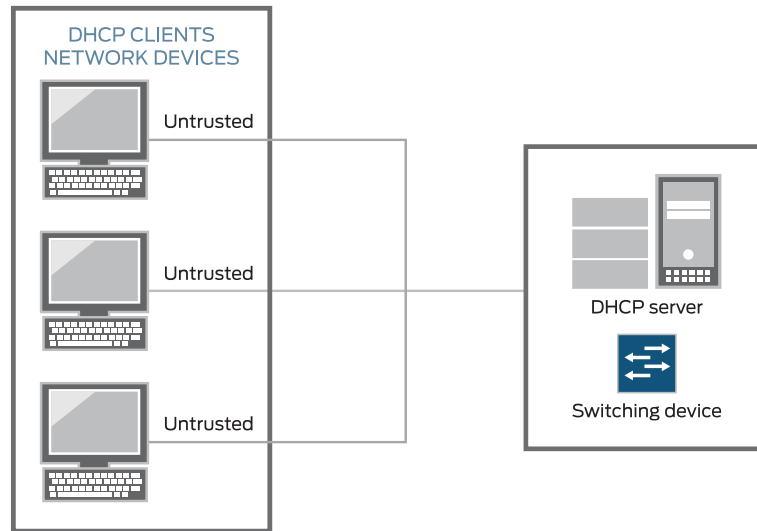 DHCP CLIENTS
NETWORK DEVICES
Untrusted
Untrusted
Untrusted
DHCP server
Switching device